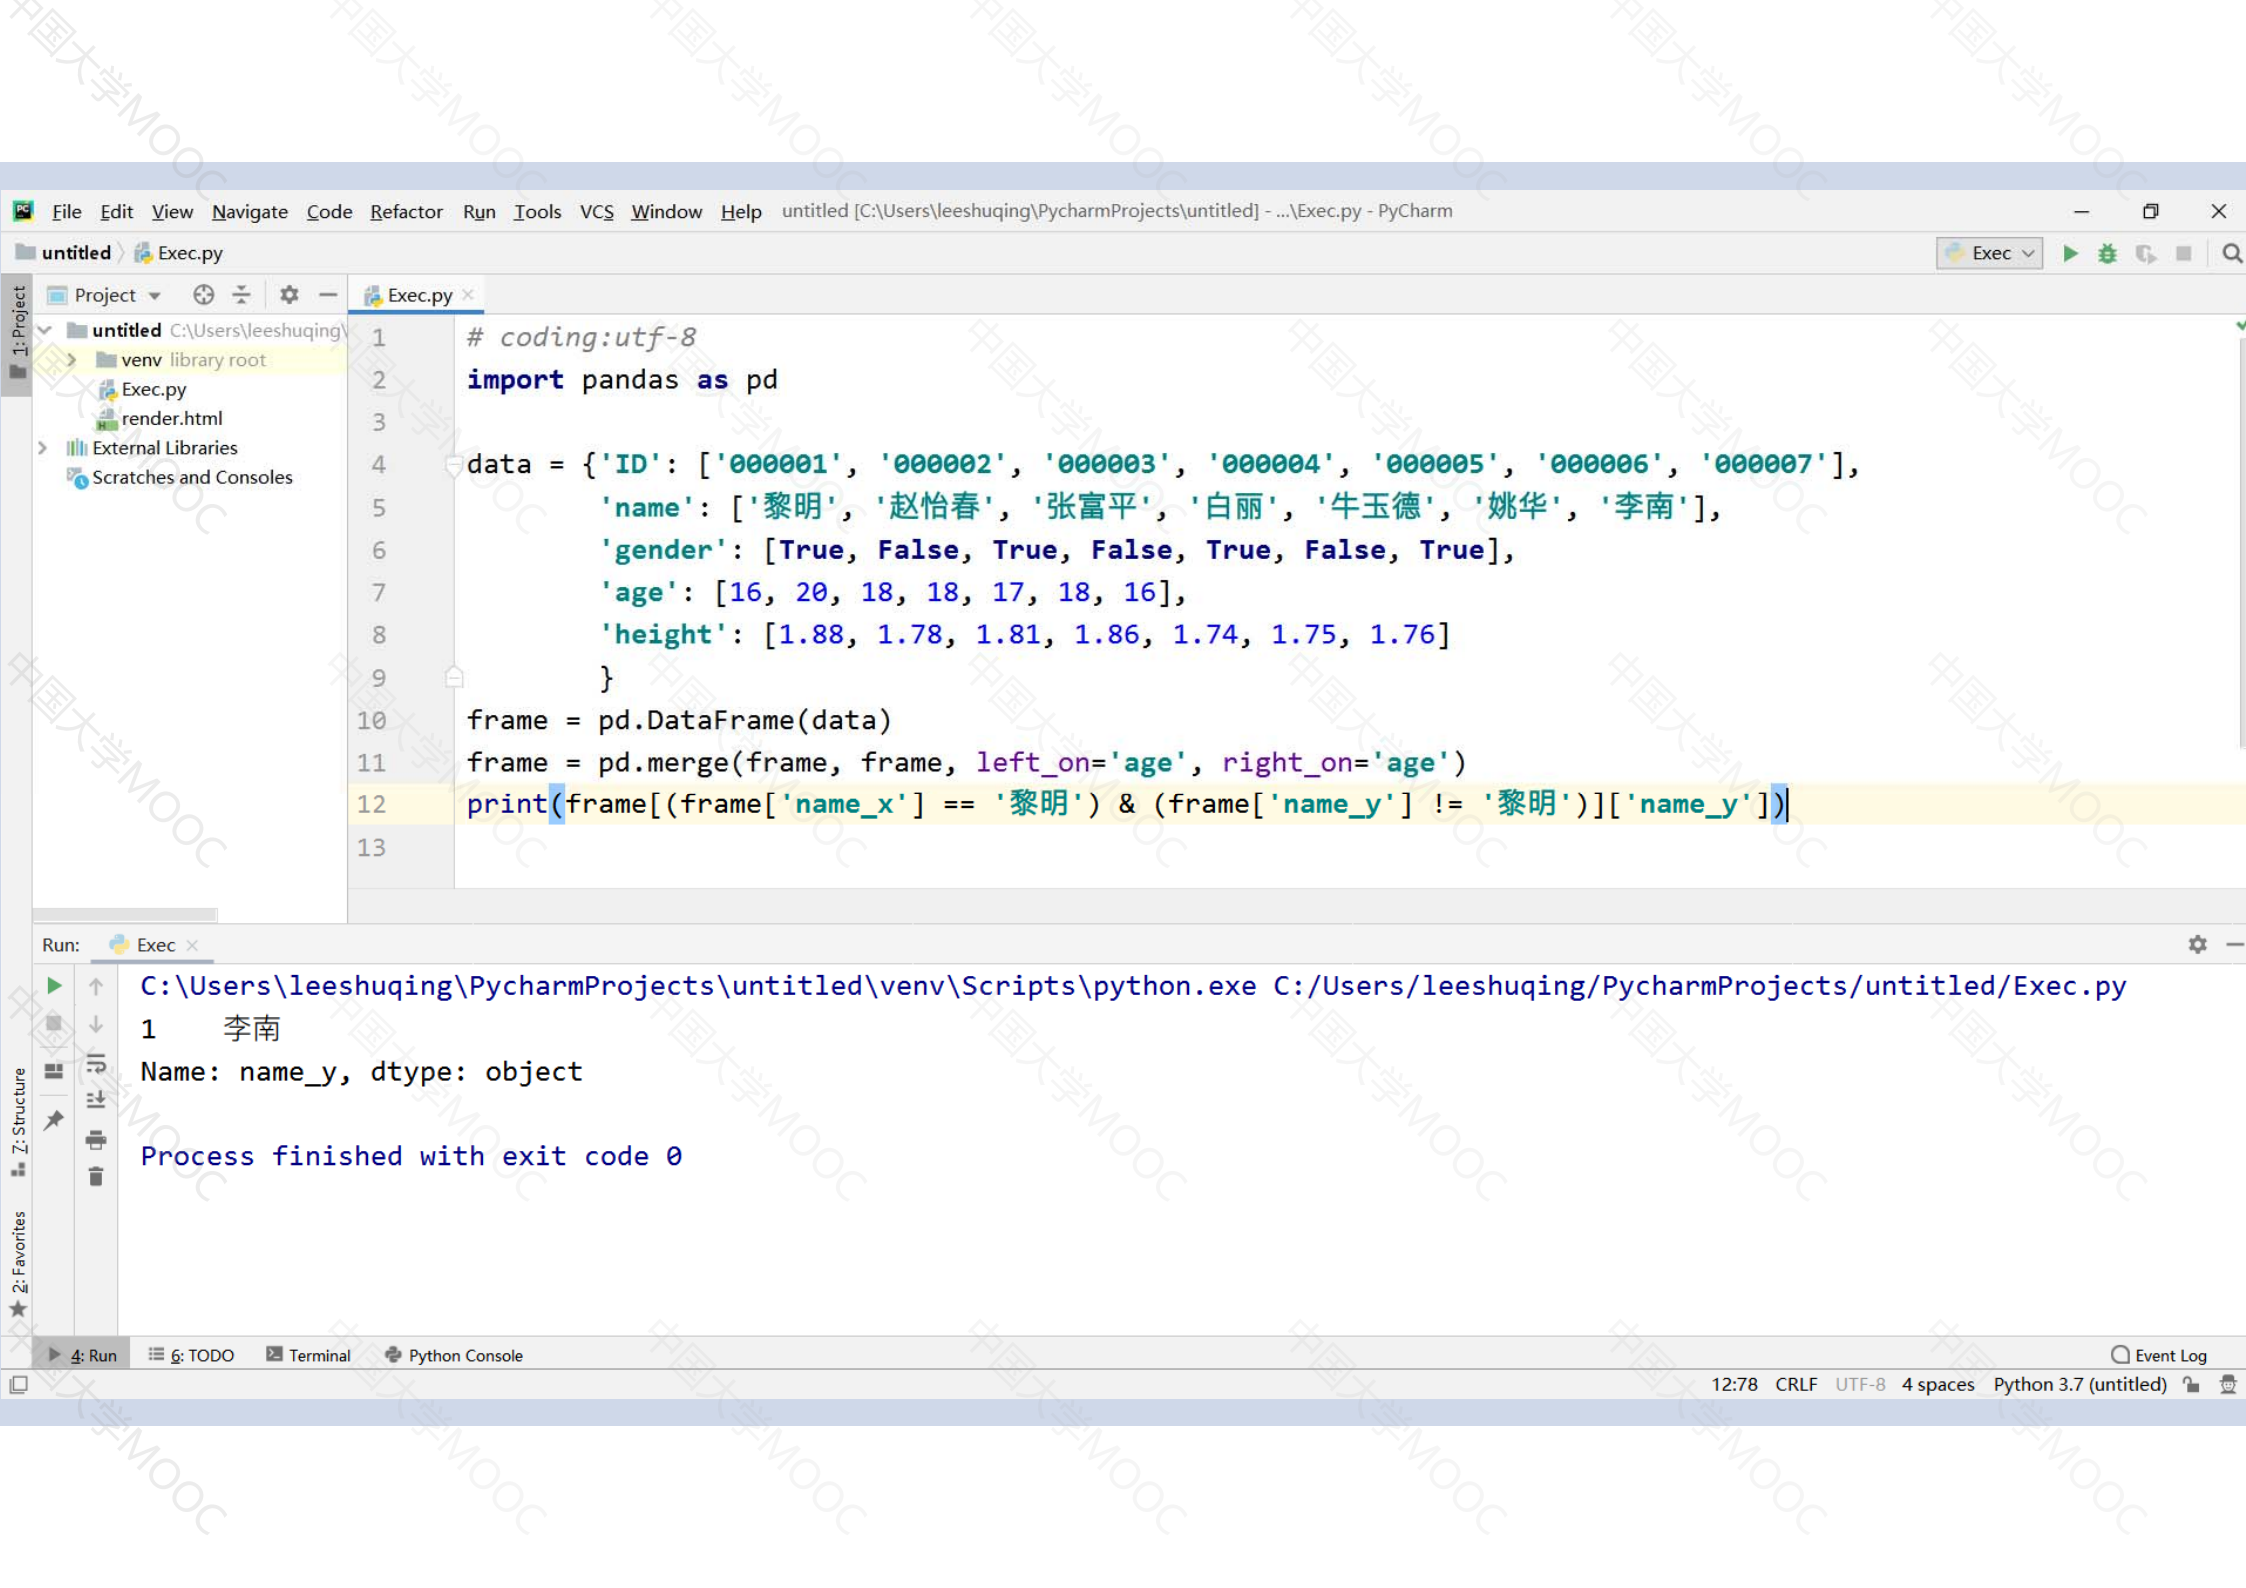 File Edit View Navigate Code Refactor Run Tools VCS Window Help untitled [C:\Users\leeshuqing\PycharmProjects\untitled] - ...\Exec.py - PyCharm
untitled Exec.py Exec
1: Project
Project Exec.py
untitled C:\Users\leeshuqing\
venv library root
Exec.py
render.html
External Libraries
Scratches and Consoles
1 # coding:utf-8
2 import pandas as pd
3
4 data = {'ID': ['000001', '000002', '000003', '000004', '000005', '000006', '000007'],
5 'name': ['黎明', '赵怡春', '张富平', '白丽', '牛玉德', '姚华', '李南'],
6 'gender': [True, False, True, False, True, False, True],
7 'age': [16, 20, 18, 18, 17, 18, 16],
8 'height': [1.88, 1.78, 1.81, 1.86, 1.74, 1.75, 1.76]
9 }
10 frame = pd.DataFrame(data)
11 frame = pd.merge(frame, frame, left_on='age', right_on='age')
12 print(frame[(frame['name_x'] == '黎明') & (frame['name_y'] != '黎明')]['name_y'])
13
Run: Exec
C:\Users\leeshuqing\PycharmProjects\untitled\venv\Scripts\python.exe C:/Users/leeshuqing/PycharmProjects/untitled/Exec.py
1 李南
Name: name_y, dtype: object
Process finished with exit code 0
Z: Structure
2: Favorites
4: Run 6: TODO Terminal Python Console Event Log
12:78 CRLF UTF-8 4 spaces Python 3.7 (untitled)
中国大学MOOC